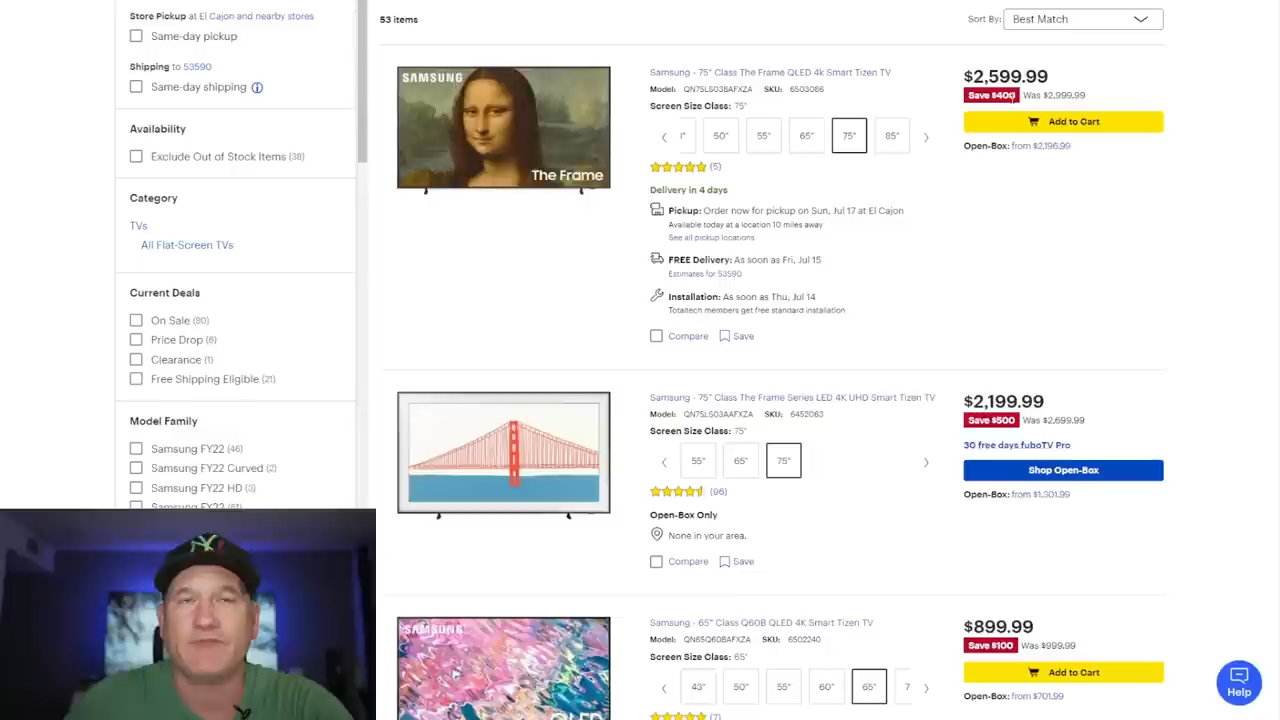 Store Pickup at El Cajon and nearby stores
Same-day pickup
Shipping to 53590
Same-day shipping
Availability
Exclude Out of Stock Items (38)
Category
TVs
All Flat-Screen TVs
Current Deals
On Sale (80)
Price Drop (6)
Clearance (1)
Free Shipping Eligible (21)
Model Family
Samsung FY22 (46)
Samsung FY22 Curved (2)
Samsung FY22 HD (3)
53 items
Sort By: Best Match
SAMSUNG
The Frame
Samsung - 75" Class The Frame QLED 4k Smart Tizen TV
Model: QN75LS03BAFXZA SKU: 6503086
Screen Size Class: 75"
50" 55" 65" 75" 85"
(5)
Delivery in 4 days
Pickup: Order now for pickup on Sun, Jul 17 at El Cajon
Available today at a location 10 miles away
See all pickup locations
FREE Delivery: As soon as Fri, Jul 15
Estimates for 53590
Installation: As soon as Thu, Jul 14
Totaltech members get free standard installation
Compare Save
$2,599.99
Save $400 Was $2,999.99
Add to Cart
Open-Box: from $2,196.99
Samsung - 75" Class The Frame Series LED 4K UHD Smart Tizen TV
Model: QN75LS03AAFXZA SKU: 6452063
Screen Size Class: 75"
55" 65" 75"
(96)
Open-Box Only
None in your area.
Compare Save
$2,199.99
Save $500 Was $2,699.99
30 free days fuboTV Pro
Shop Open-Box
Open-Box: from $1,301.99
SAMSUNG
Samsung - 65" Class Q60B QLED 4K Smart Tizen TV
Model: QN65Q60BAFXZA SKU: 6502240
Screen Size Class: 65"
43" 50" 55" 60" 65" 7
(7)
$899.99
Save $100 Was $999.99
Add to Cart
Open-Box: from $701.99
Help
NY